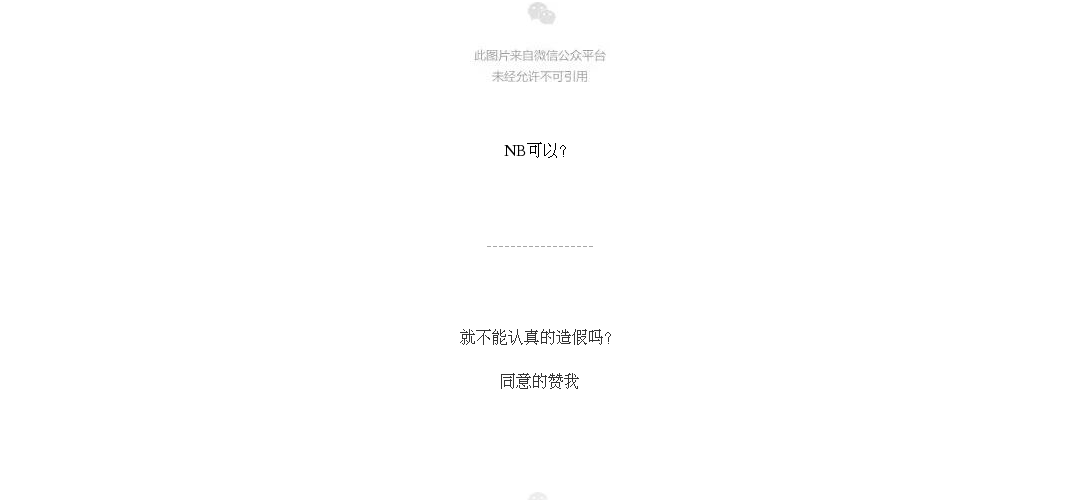 此图片来自微信公众平台
未经允许不可引用
NB可以?
------------------
就不能认真的造假吗?
同意的赞我